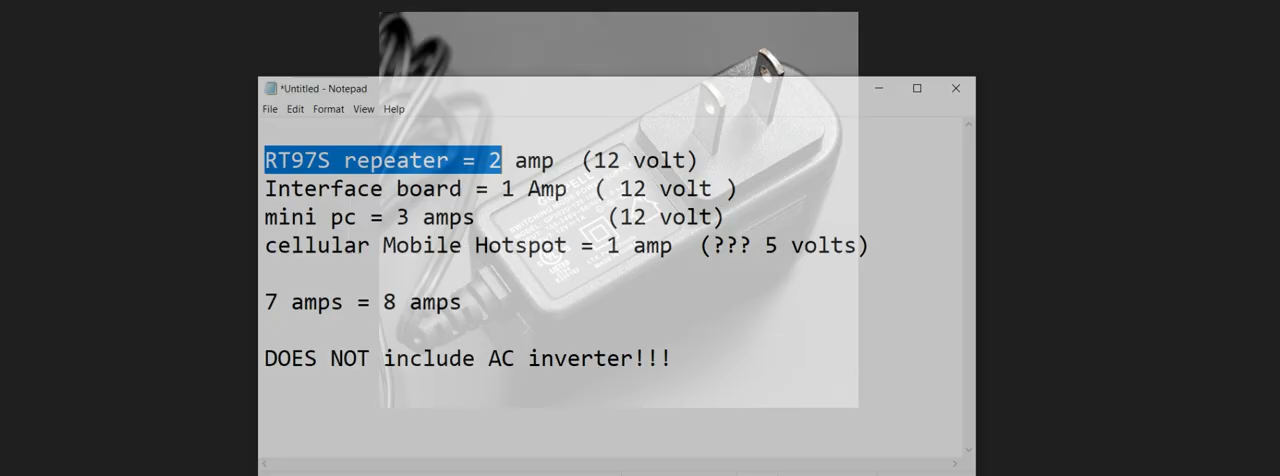 *Untitled - Notepad
File Edit Format View Help
RT97S repeater = 2 amp (12 volt)
Interface board = 1 Amp ( 12 volt )
mini pc = 3 amps (12 volt)
cellular Mobile Hotspot = 1 amp (??? 5 volts)
7 amps = 8 amps
DOES NOT include AC inverter!!!